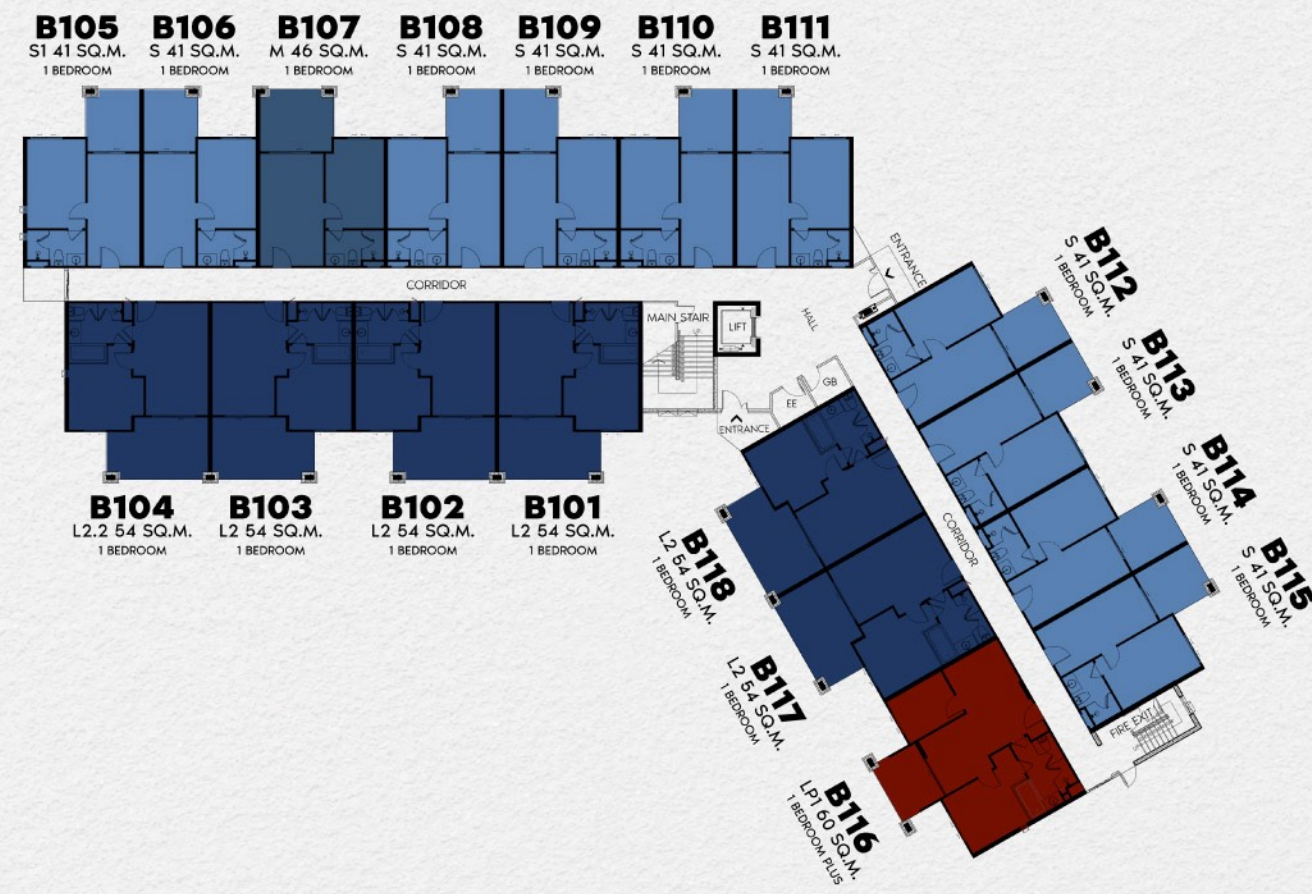 B105
S1 41 SQ.M.
1 BEDROOM
B106
S 41 SQ.M.
1 BEDROOM
B107
M 46 SQ.M.
1 BEDROOM
B108
S 41 SQ.M.
1 BEDROOM
B109
S 41 SQ.M.
1 BEDROOM
B110
S 41 SQ.M.
1 BEDROOM
B111
S 41 SQ.M.
1 BEDROOM
CORRIDOR
MAIN STAIR
LIFT
HALL
ENTRANCE
ENTRANCE
EE
GB
B104
L2.2 54 SQ.M.
1 BEDROOM
B103
L2 54 SQ.M.
1 BEDROOM
B102
L2 54 SQ.M.
1 BEDROOM
B101
L2 54 SQ.M.
1 BEDROOM
B112
S 41 SQ.M.
1 BEDROOM
B113
S 41 SQ.M.
1 BEDROOM
B114
S 41 SQ.M.
1 BEDROOM
B115
S 41 SQ.M.
1 BEDROOM
CORRIDOR
B118
L2 54 SQ.M.
1 BEDROOM
B117
L2 54 SQ.M.
1 BEDROOM
B116
LP1 60 SQ.M.
1 BEDROOM PLUS
FIRE EXIT